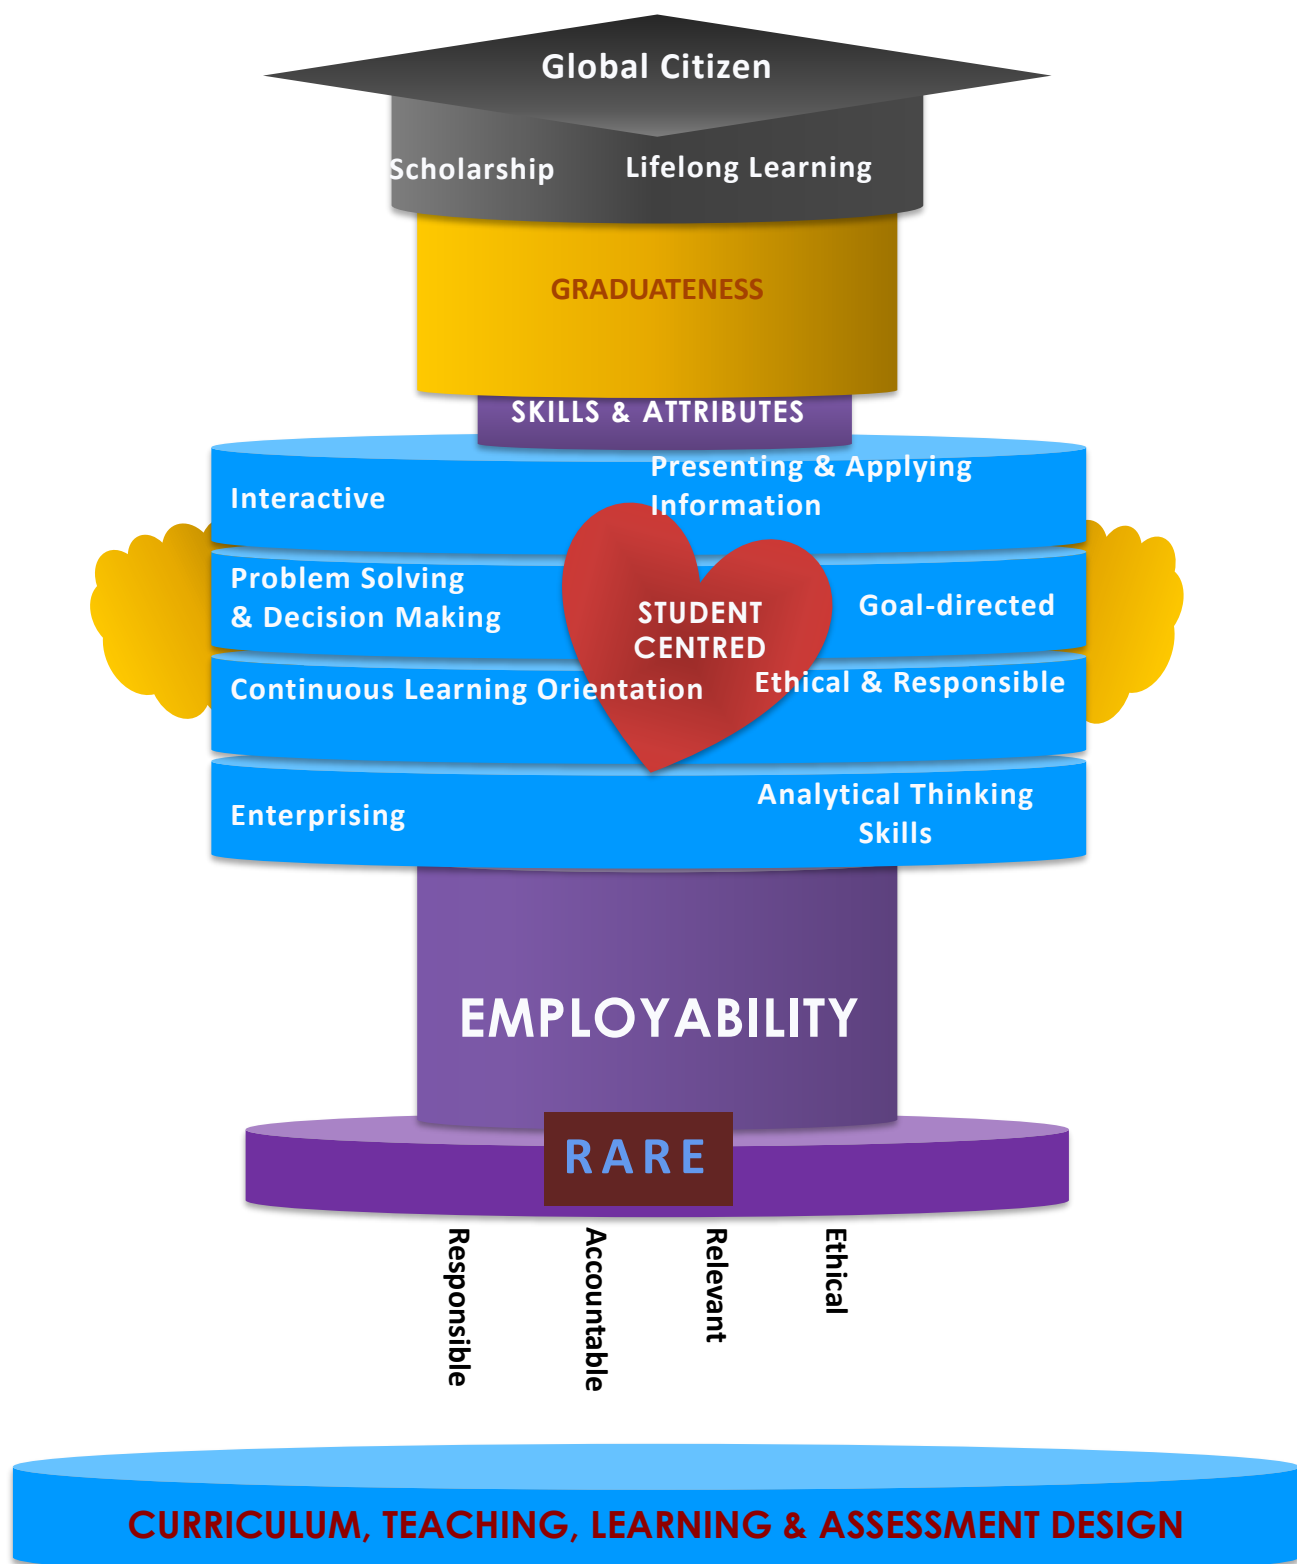 Global Citizen
Scholarship
Lifelong Learning
GRADUATENESS
SKILLS & ATTRIBUTES
Interactive
Presenting & Applying
Information
Problem Solving
& Decision Making
STUDENT
CENTRED
Goal-directed
Continuous Learning Orientation
Ethical & Responsible
Enterprising
Analytical Thinking
Skills
EMPLOYABILITY
RARE
Responsible
Accountable
Relevant
Ethical
CURRICULUM, TEACHING, LEARNING & ASSESSMENT DESIGN